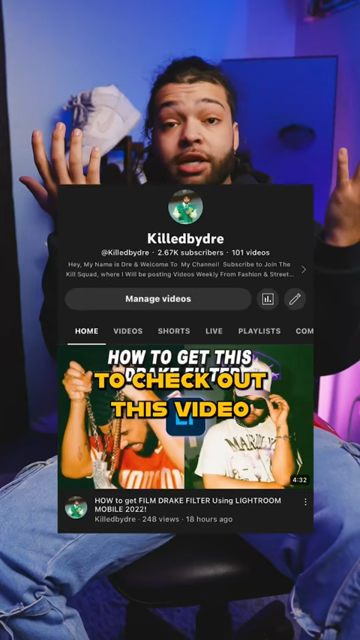 Killedbydre
@Killedbydre · 2.67K subscribers · 101 videos
Hey, My Name is Dre & Welcome To My Channel! Subscribe to Join The
Kill Squad, where I Will be posting Videos Weekly From Fashion & Street...
Manage videos
HOME VIDEOS SHORTS LIVE PLAYLISTS COM
HOW TO GET THIS
DRAKE FILTER
TO CHECK OUT
THIS VIDEO
4:32
HOW to get FILM DRAKE FILTER Using LIGHTROOM
MOBILE 2022!
Killedbydre · 248 views · 18 hours ago